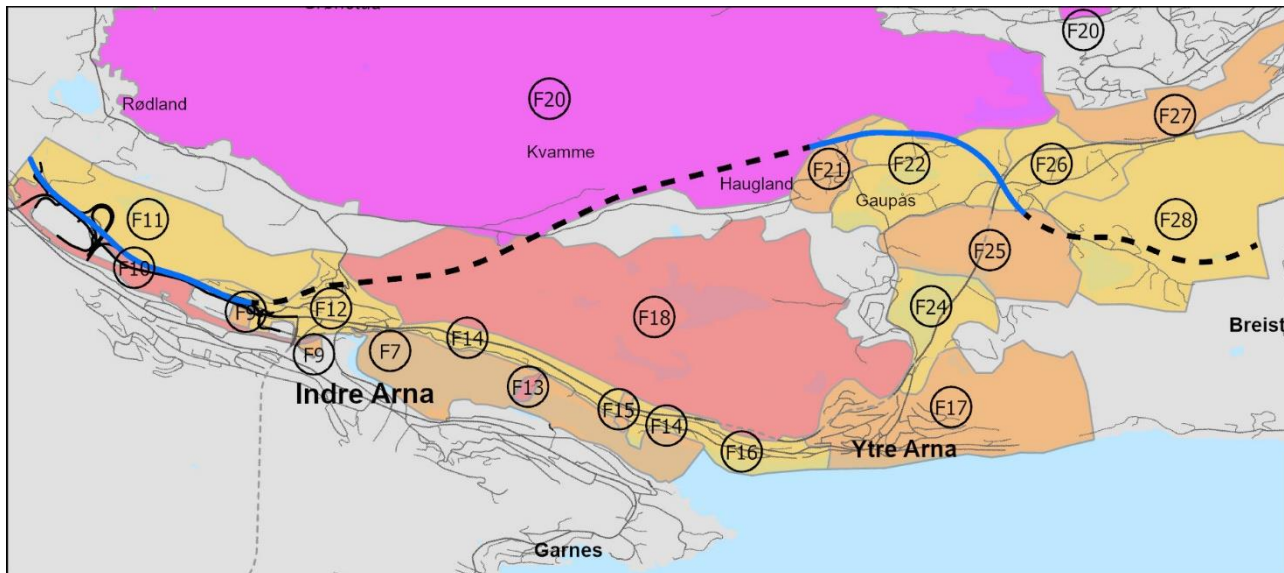 F20
Rødland
F20
F27
Kvamme
F21
F22
F26
Haugland
Gaupås
F11
F28
F25
F10
F9
F12
F18
F24
Breist
F14
F7
F9
Indre Arna
F13
F15
F14
F17
F16
Ytre Arna
Garnes